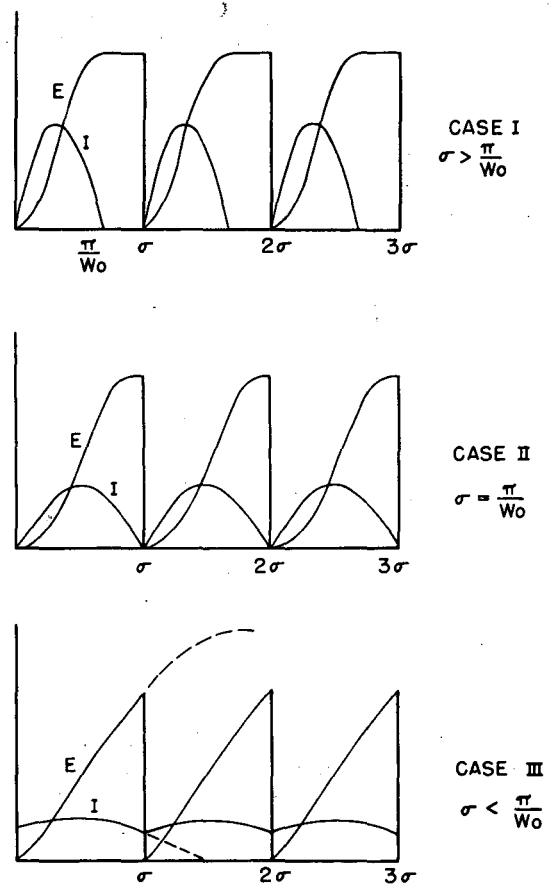 E
I
CASE I
σ > π/Wo
π/Wo
σ
2σ
3σ
E
I
CASE II
σ = π/Wo
σ
2σ
3σ
E
I
CASE III
σ < π/Wo
σ
2σ
3σ